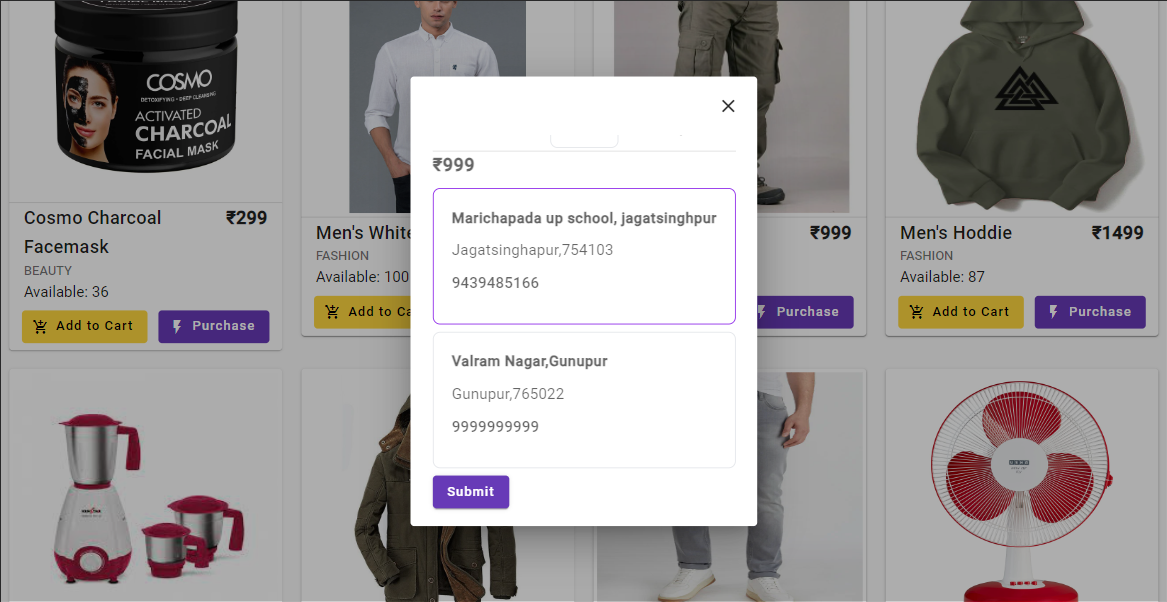 COSMO
DETOXIFYING • DEEP CLEANSING
ACTIVATED
CHARCOAL
FACIAL MASK
Cosmo Charcoal
Facemask
₹299
BEAUTY
Available: 36
Add to Cart
Purchase
Men's White
FASHION
Available: 100
Add to Ca
₹999
Purchase
Men's Hoddie
₹1499
FASHION
Available: 87
Add to Cart
Purchase
₹999
Marichapada up school, jagatsinghpur
Jagatsinghapur,754103
9439485166
Valram Nagar,Gunupur
Gunupur,765022
9999999999
Submit